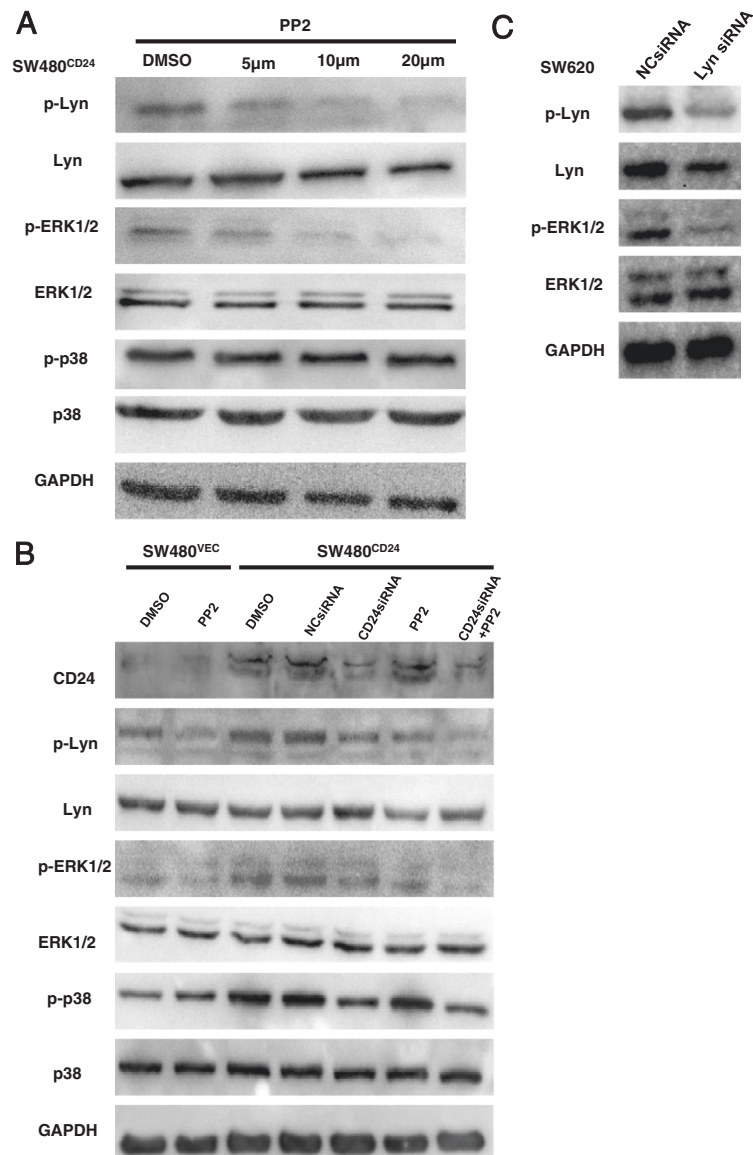 A
PP2
SW480CD24 DMSO 5µm 10µm 20µm
p-Lyn
Lyn
p-ERK1/2
ERK1/2
p-p38
p38
GAPDH
C
SW620 NCsiRNA Lyn siRNA
p-Lyn
Lyn
p-ERK1/2
ERK1/2
GAPDH
B
SW480VEC SW480CD24
DMSO PP2 DMSO NCsiRNA CD24siRNA PP2 CD24siRNA
+PP2
CD24
p-Lyn
Lyn
p-ERK1/2
ERK1/2
p-p38
p38
GAPDH